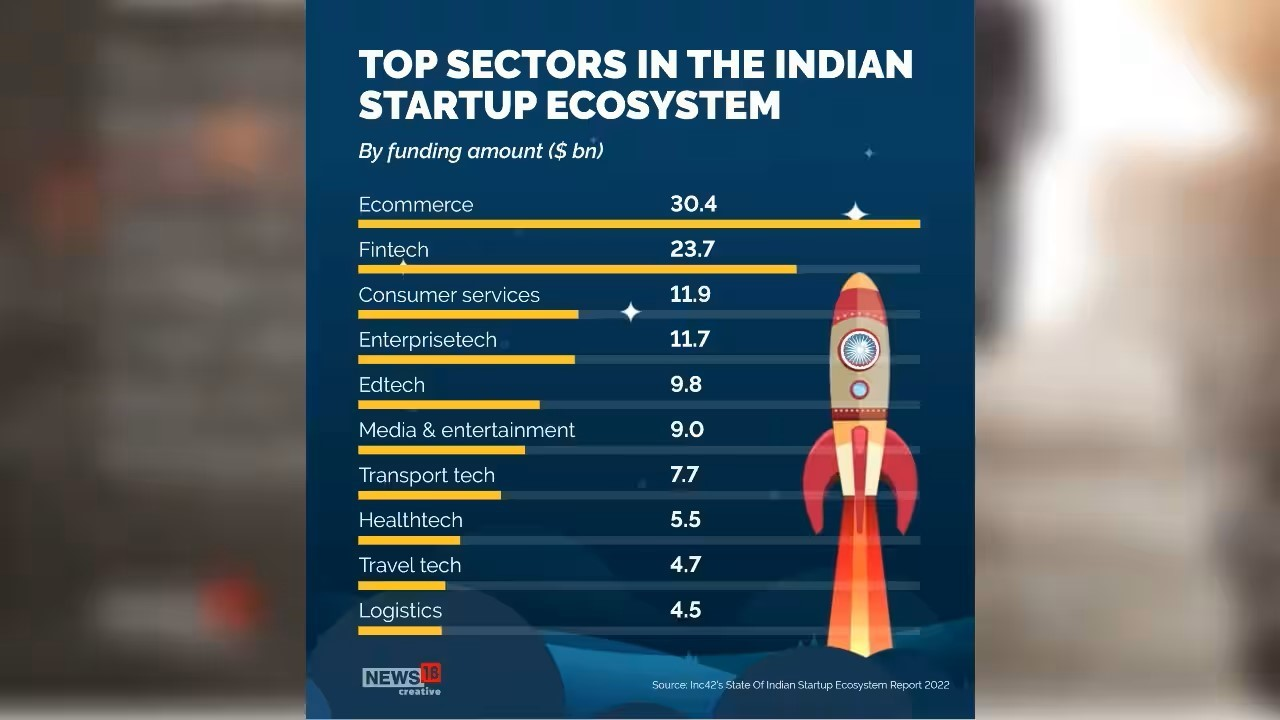 TOP SECTORS IN THE INDIAN
STARTUP ECOSYSTEM
By funding amount ($ bn)
Ecommerce 30.4
Fintech 23.7
Consumer services 11.9
Enterprisetech 11.7
Edtech 9.8
Media & entertainment 9.0
Transport tech 7.7
Healthtech 5.5
Travel tech 4.7
Logistics 4.5
NEWS18
creative
Source: Inc42's State Of Indian Startup Ecosystem Report 2022